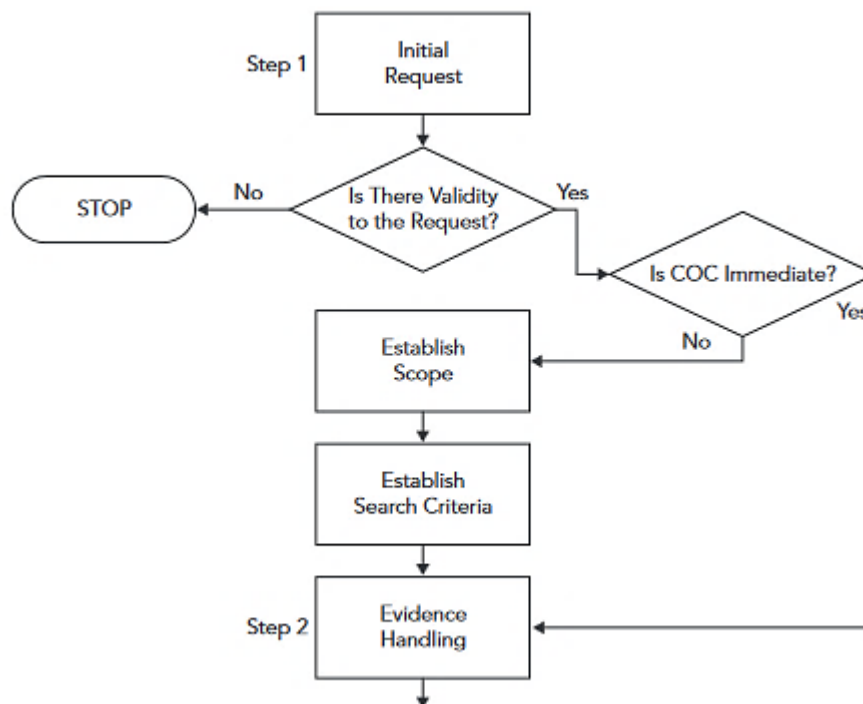 Step 1
Initial
Request
No
Is There Validity
to the Request?
Yes
STOP
Is COC Immediate?
Yes
No
Establish
Scope
Establish
Search Criteria
Step 2
Evidence
Handling